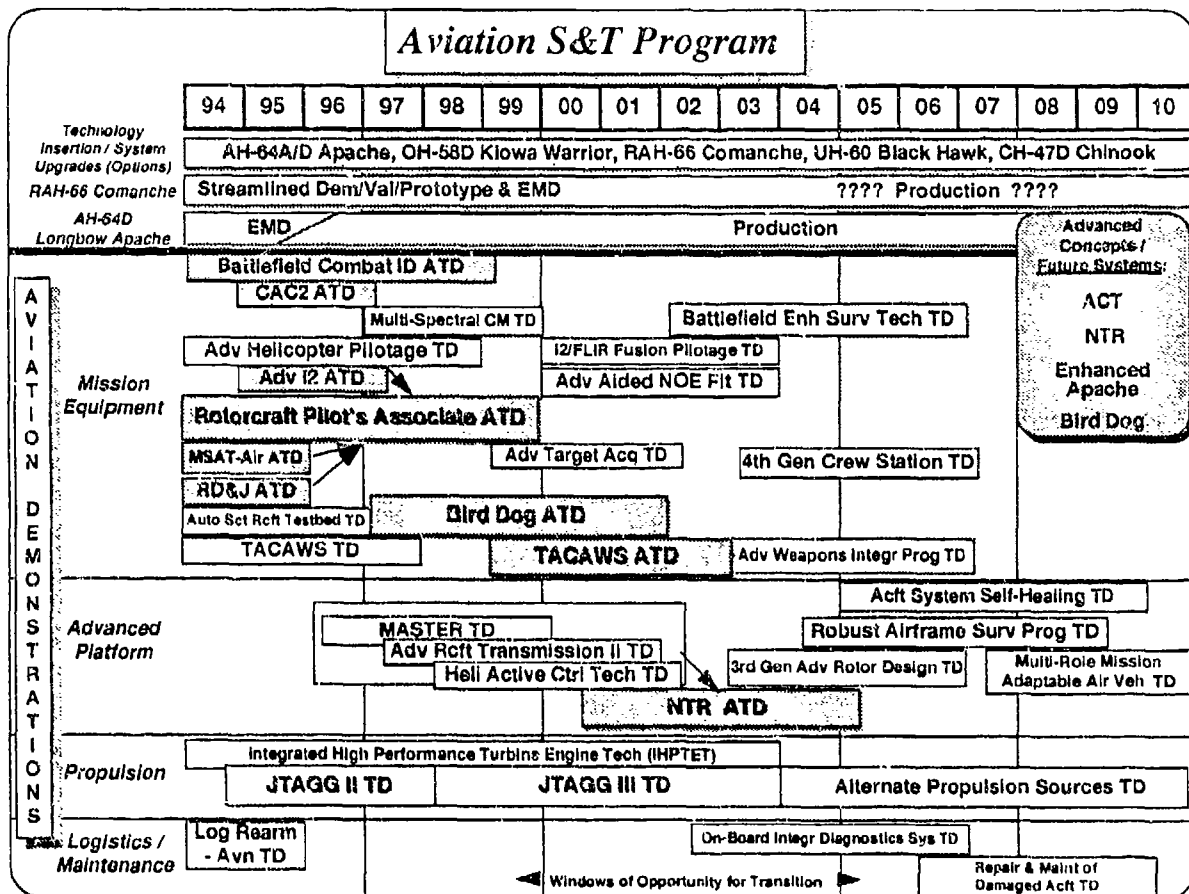 Aviation S&T Program
94 95 96 97 98 99 00 01 02 03 04 05 06 07 08 09 10
Technology
Insertion / System
Upgrades (Options)
AH-64A/D Apache, OH-58D Kiowa Warrior, RAH-66 Comanche, UH-60 Black Hawk, CH-47D Chinook
RAH-66 Comanche
Streamlined Dem/Val/Prototype & EMD
???? Production ????
AH-64D
Longbow Apache
EMD
Production
Advanced
Concepts /
Future Systems:
ACT
NTR
Enhanced
Apache
Bird Dog
AVIATION DEMONSTRATIONS
Mission
Equipment
Battlefield Combat ID ATD
CAC2 ATD
Multi-Spectral CM TD
Battlefield Enh Surv Tech TD
Adv Helicopter Pilotage TD
I2/FLIR Fusion Pilotage TD
Adv I2 ATD
Adv Aided NOE Flt TD
Rotorcraft Pilot's Associate ATD
MSAT-Air ATD
Adv Target Acq TD
4th Gen Crew Station TD
RD&J ATD
Auto Sct Rcft Testbed TD
Bird Dog ATD
TACAWS TD
TACAWS ATD
Adv Weapons Integr Prog TD
Advanced
Platform
Acft System Self-Healing TD
MASTER TD
Robust Airframe Surv Prog TD
Adv Rcft Transmission II TD
Heli Active Ctrl Tech TD
3rd Gen Adv Rotor Design TD
Multi-Role Mission
Adaptable Air Veh TD
NTR ATD
Propulsion
Integrated High Performance Turbins Engine Tech (IHPTET)
JTAGG II TD
JTAGG III TD
Alternate Propulsion Sources TD
Logistics /
Maintenance
Log Rearm
- Avn TD
On-Board Integr Diagnostics Sys TD
Windows of Opportunity for Transition
Repair & Maint of
Damaged Acft TD